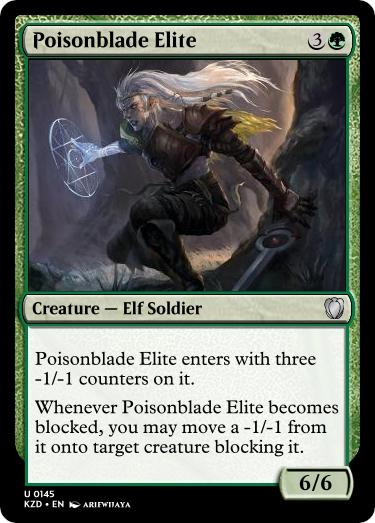 Poisonblade Elite 3
Creature — Elf Soldier
Poisonblade Elite enters with three
-1/-1 counters on it.
Whenever Poisonblade Elite becomes
blocked, you may move a -1/-1 from
it onto target creature blocking it.
6/6
U 0145
KZD • EN ARIFWIJAYA